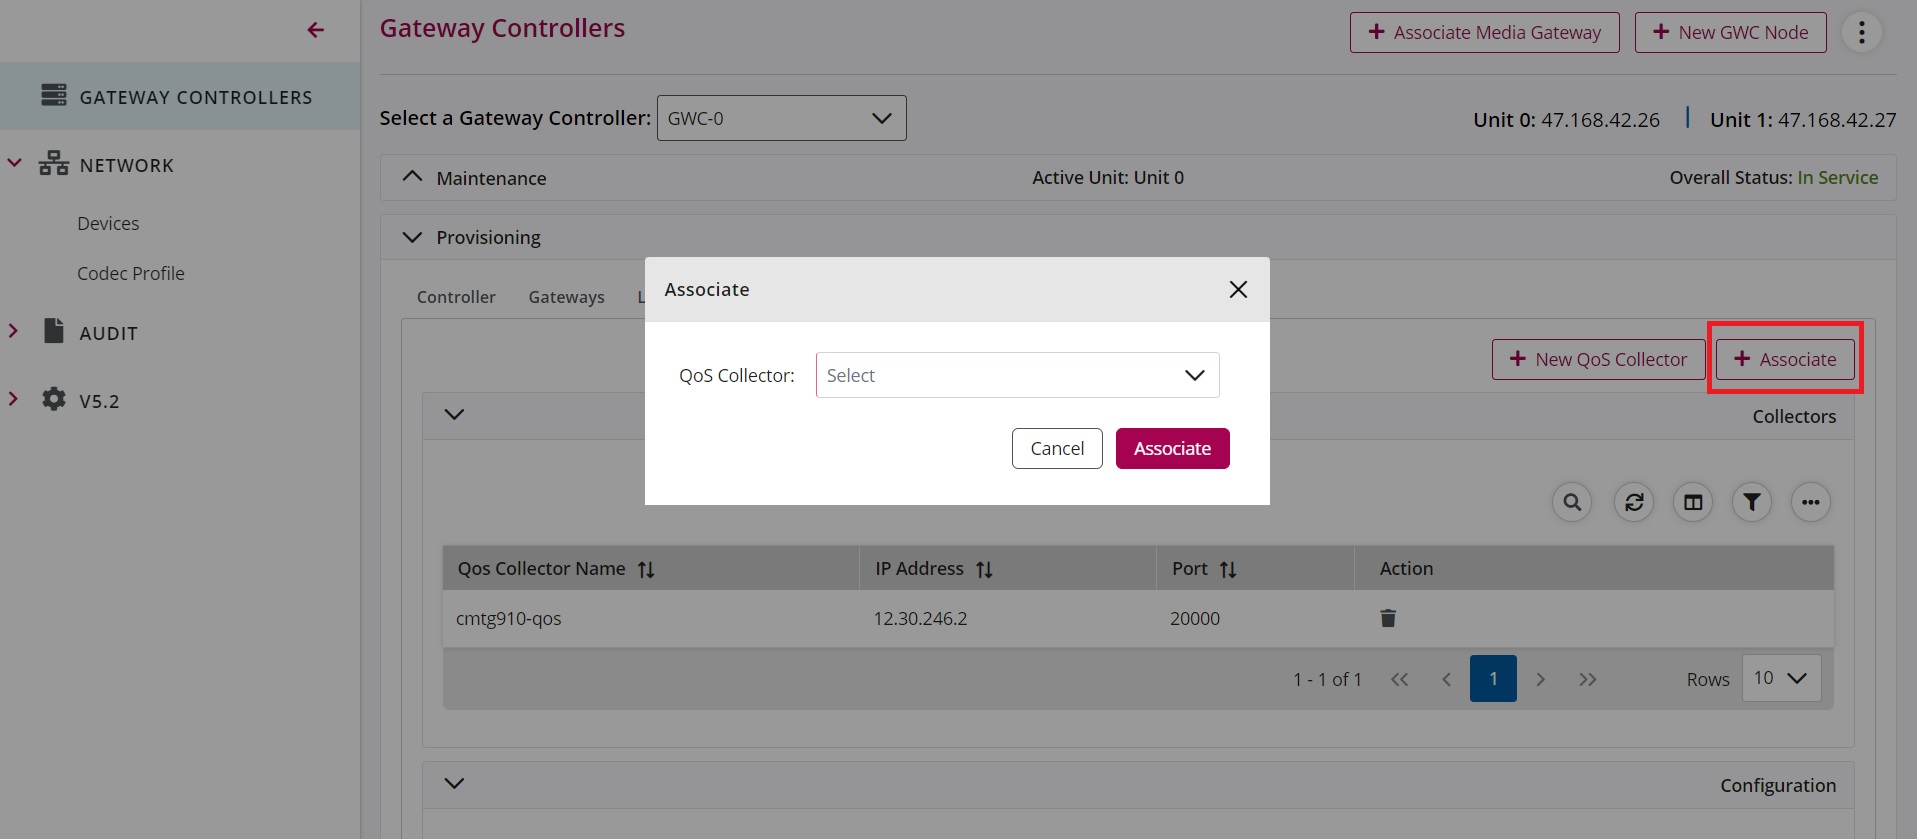 Gateway Controllers
Associate Media Gateway
New GWC Node
GATEWAY CONTROLLERS
NETWORK
Devices
Codec Profile
AUDIT
V5.2
Select a Gateway Controller: GWC-0
Unit 0: 47.168.42.26 | Unit 1: 47.168.42.27
Maintenance
Active Unit: Unit 0
Overall Status: In Service
Provisioning
Controller
Gateways
L
Associate
QoS Collector: Select
Cancel
Associate
New QoS Collector
Associate
Collectors
Qos Collector Name
IP Address
Port
Action
cmtg910-qos
12.30.246.2
20000
1 - 1 of 1
<< < 1 > >>
Rows 10
Configuration